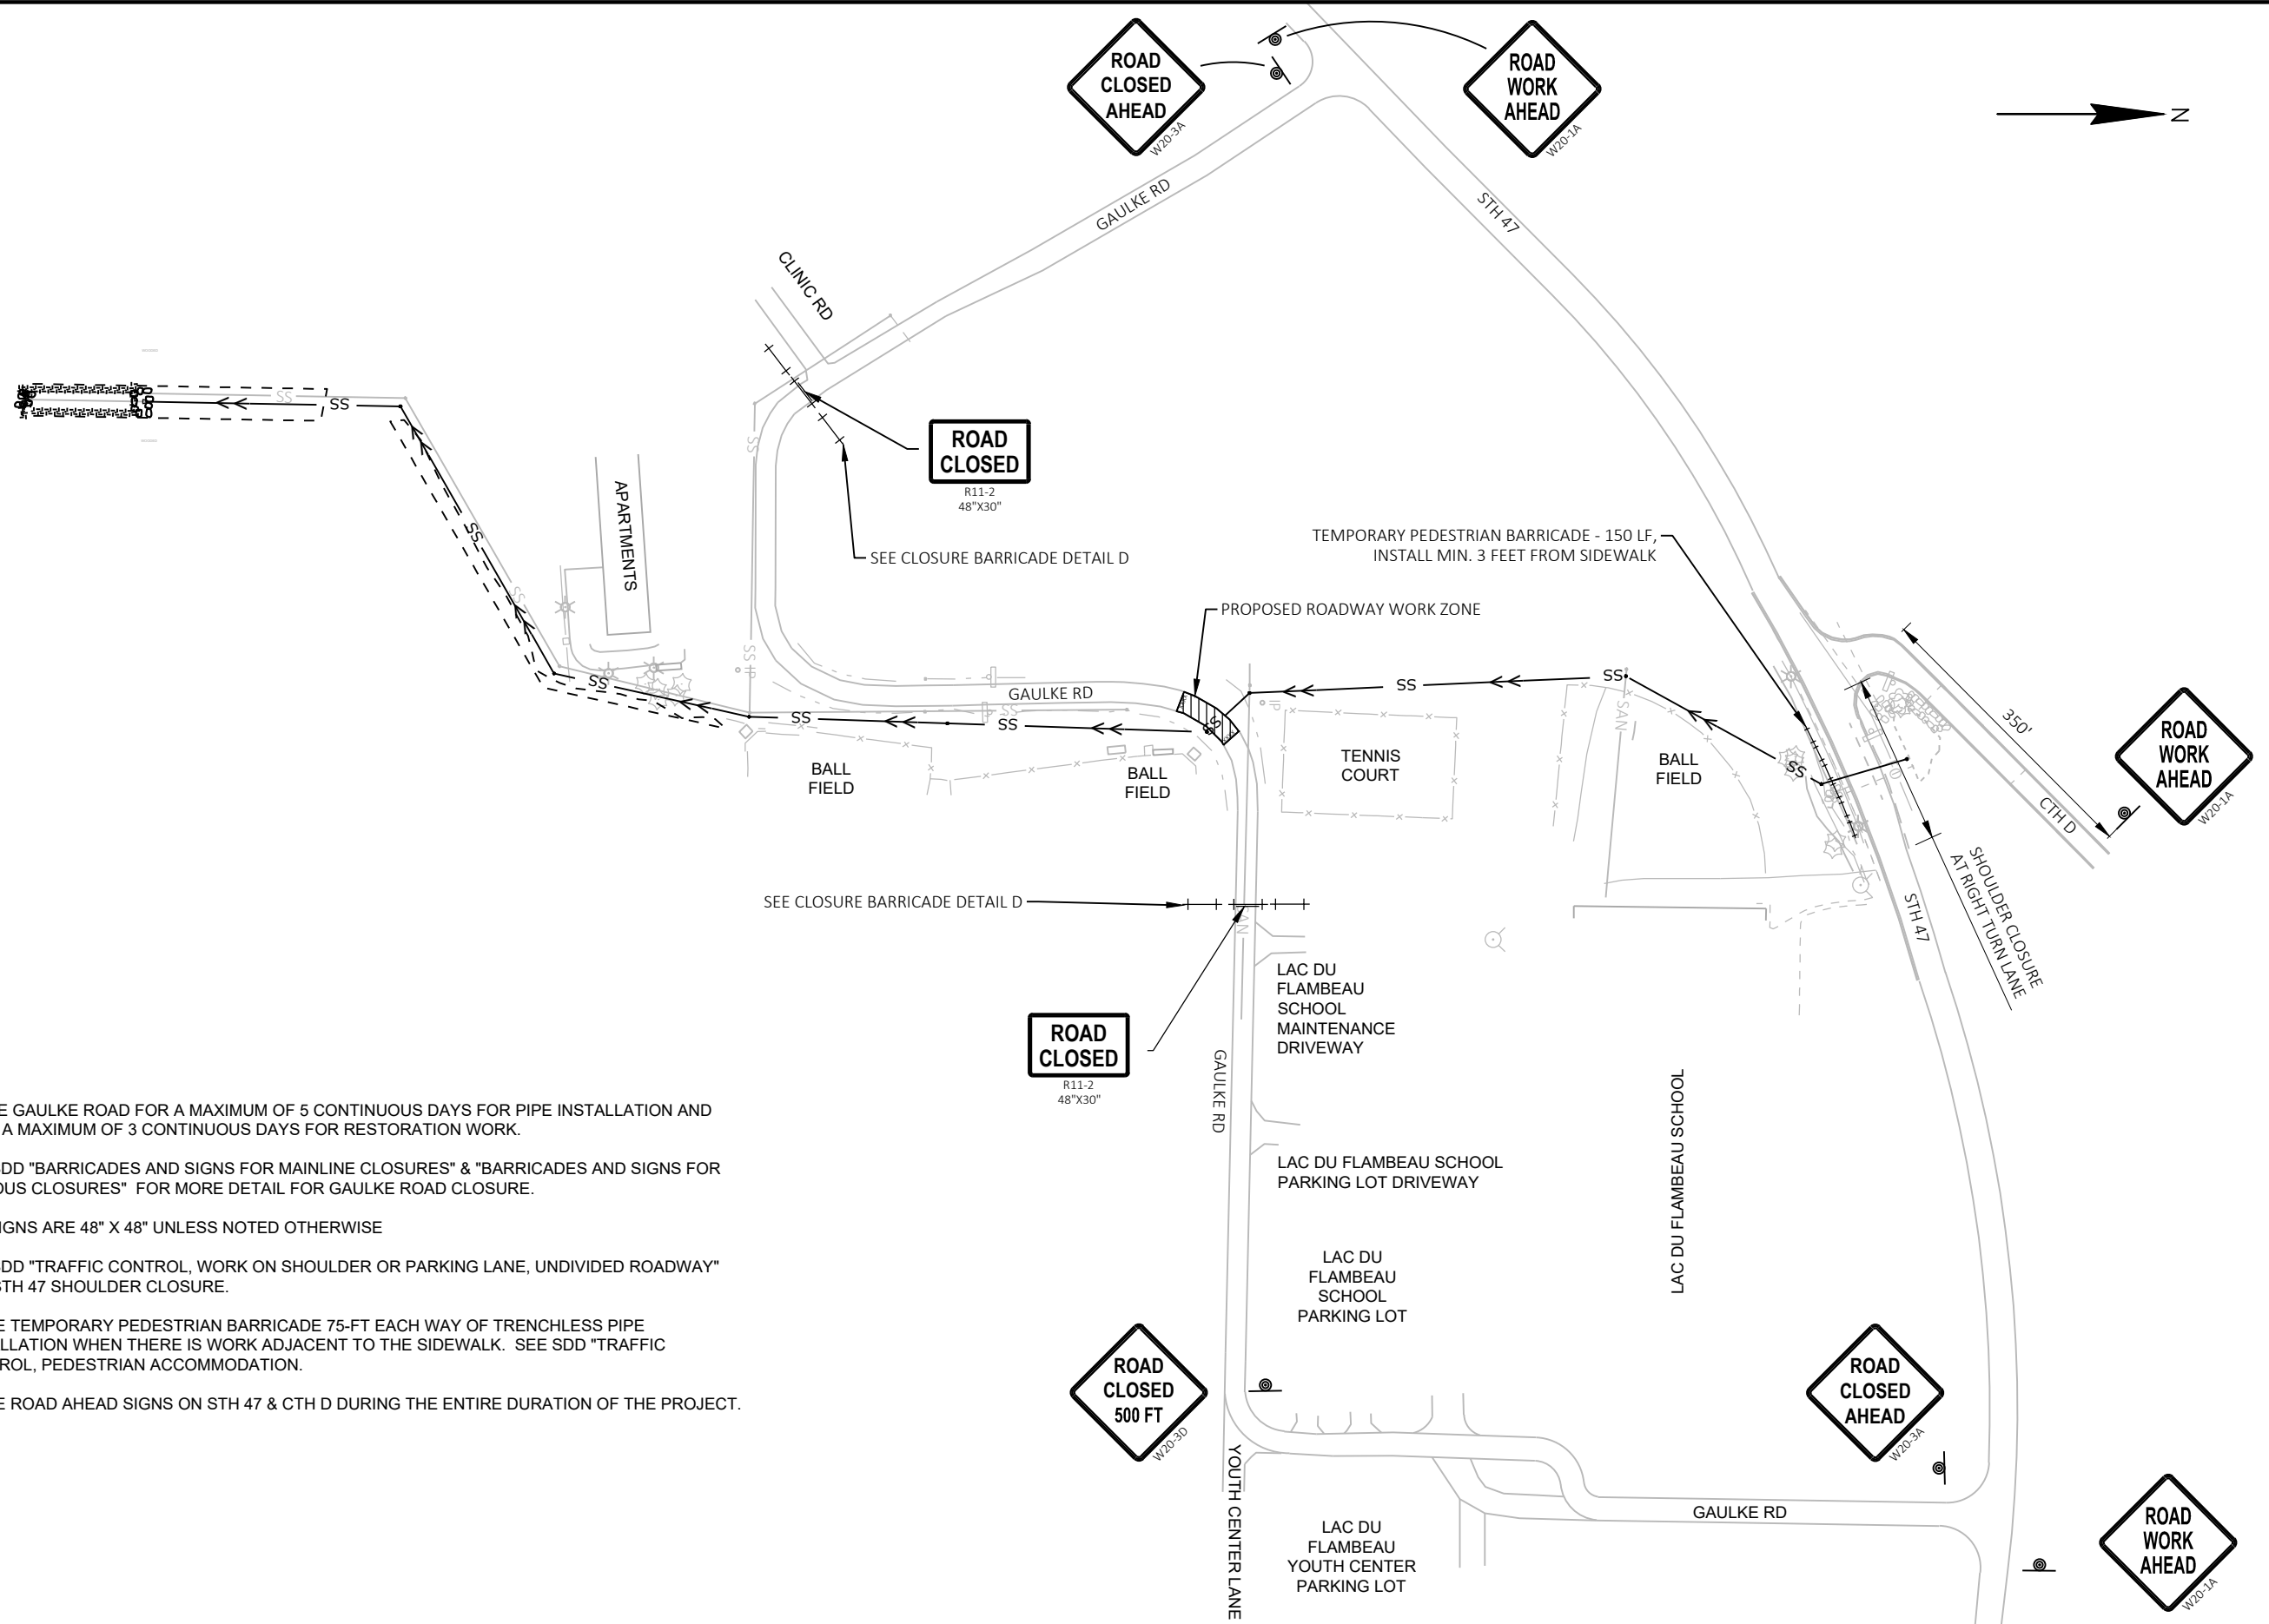 ROAD
CLOSED
AHEAD
W20-3A
ROAD
WORK
AHEAD
W20-1A
N
GAULKE RD
STH 47
CLINIC RD
SS
SS
SS
SS
ROAD
CLOSED
R11-2
48"X30"
APARTMENTS
SS
SS
SEE CLOSURE BARRICADE DETAIL D
TEMPORARY PEDESTRIAN BARRICADE - 150 LF,
INSTALL MIN. 3 FEET FROM SIDEWALK
PROPOSED ROADWAY WORK ZONE
SS
SS
SS
GAULKE RD
SS
SS
SS
SS
SS
SAN
SS
350'
CTH D
ROAD
WORK
AHEAD
W20-1A
BALL
FIELD
BALL
FIELD
TENNIS
COURT
BALL
FIELD
SHOULDER CLOSURE
AT RIGHT TURN LANE
STH 47
SEE CLOSURE BARRICADE DETAIL D
LAC DU
FLAMBEAU
SCHOOL
MAINTENANCE
DRIVEWAY
ROAD
CLOSED
R11-2
48"X30"
GAULKE RD
LAC DU FLAMBEAU SCHOOL
LAC DU FLAMBEAU SCHOOL
PARKING LOT DRIVEWAY
LAC DU
FLAMBEAU
SCHOOL
PARKING LOT
E GAULKE ROAD FOR A MAXIMUM OF 5 CONTINUOUS DAYS FOR PIPE INSTALLATION AND
A MAXIMUM OF 3 CONTINUOUS DAYS FOR RESTORATION WORK.
SDD "BARRICADES AND SIGNS FOR MAINLINE CLOSURES" & "BARRICADES AND SIGNS FOR
OUS CLOSURES" FOR MORE DETAIL FOR GAULKE ROAD CLOSURE.
IGNS ARE 48" X 48" UNLESS NOTED OTHERWISE
SDD "TRAFFIC CONTROL, WORK ON SHOULDER OR PARKING LANE, UNDIVIDED ROADWAY"
STH 47 SHOULDER CLOSURE.
E TEMPORARY PEDESTRIAN BARRICADE 75-FT EACH WAY OF TRENCHLESS PIPE
LLATION WHEN THERE IS WORK ADJACENT TO THE SIDEWALK. SEE SDD "TRAFFIC
ROL, PEDESTRIAN ACCOMMODATION.
E ROAD AHEAD SIGNS ON STH 47 & CTH D DURING THE ENTIRE DURATION OF THE PROJECT.
ROAD
CLOSED
500 FT
W20-3D
ROAD
CLOSED
AHEAD
W20-3A
YOUTH CENTER LANE
GAULKE RD
LAC DU
FLAMBEAU
YOUTH CENTER
PARKING LOT
ROAD
WORK
AHEAD
W20-1A